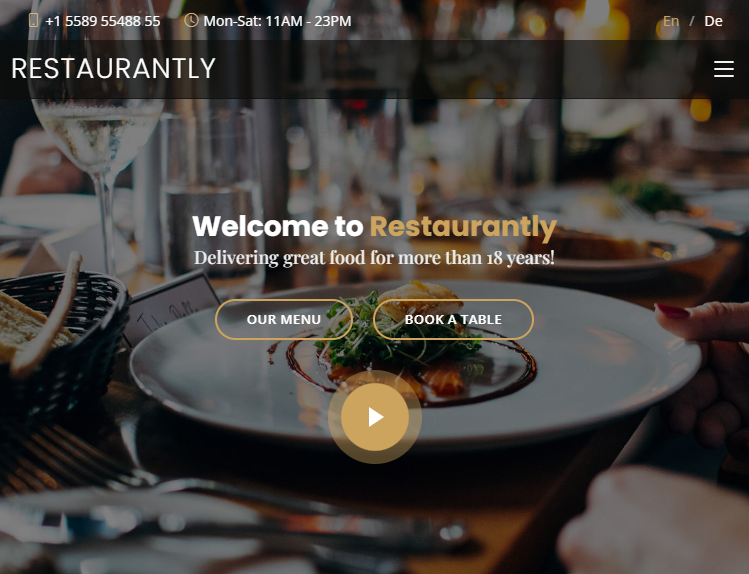 +1 5589 55488 55 Mon-Sat: 11AM - 23PM En / De
RESTAURANTLY
Welcome to Restaurantly
Delivering great food for more than 18 years!
OUR MENU BOOK A TABLE